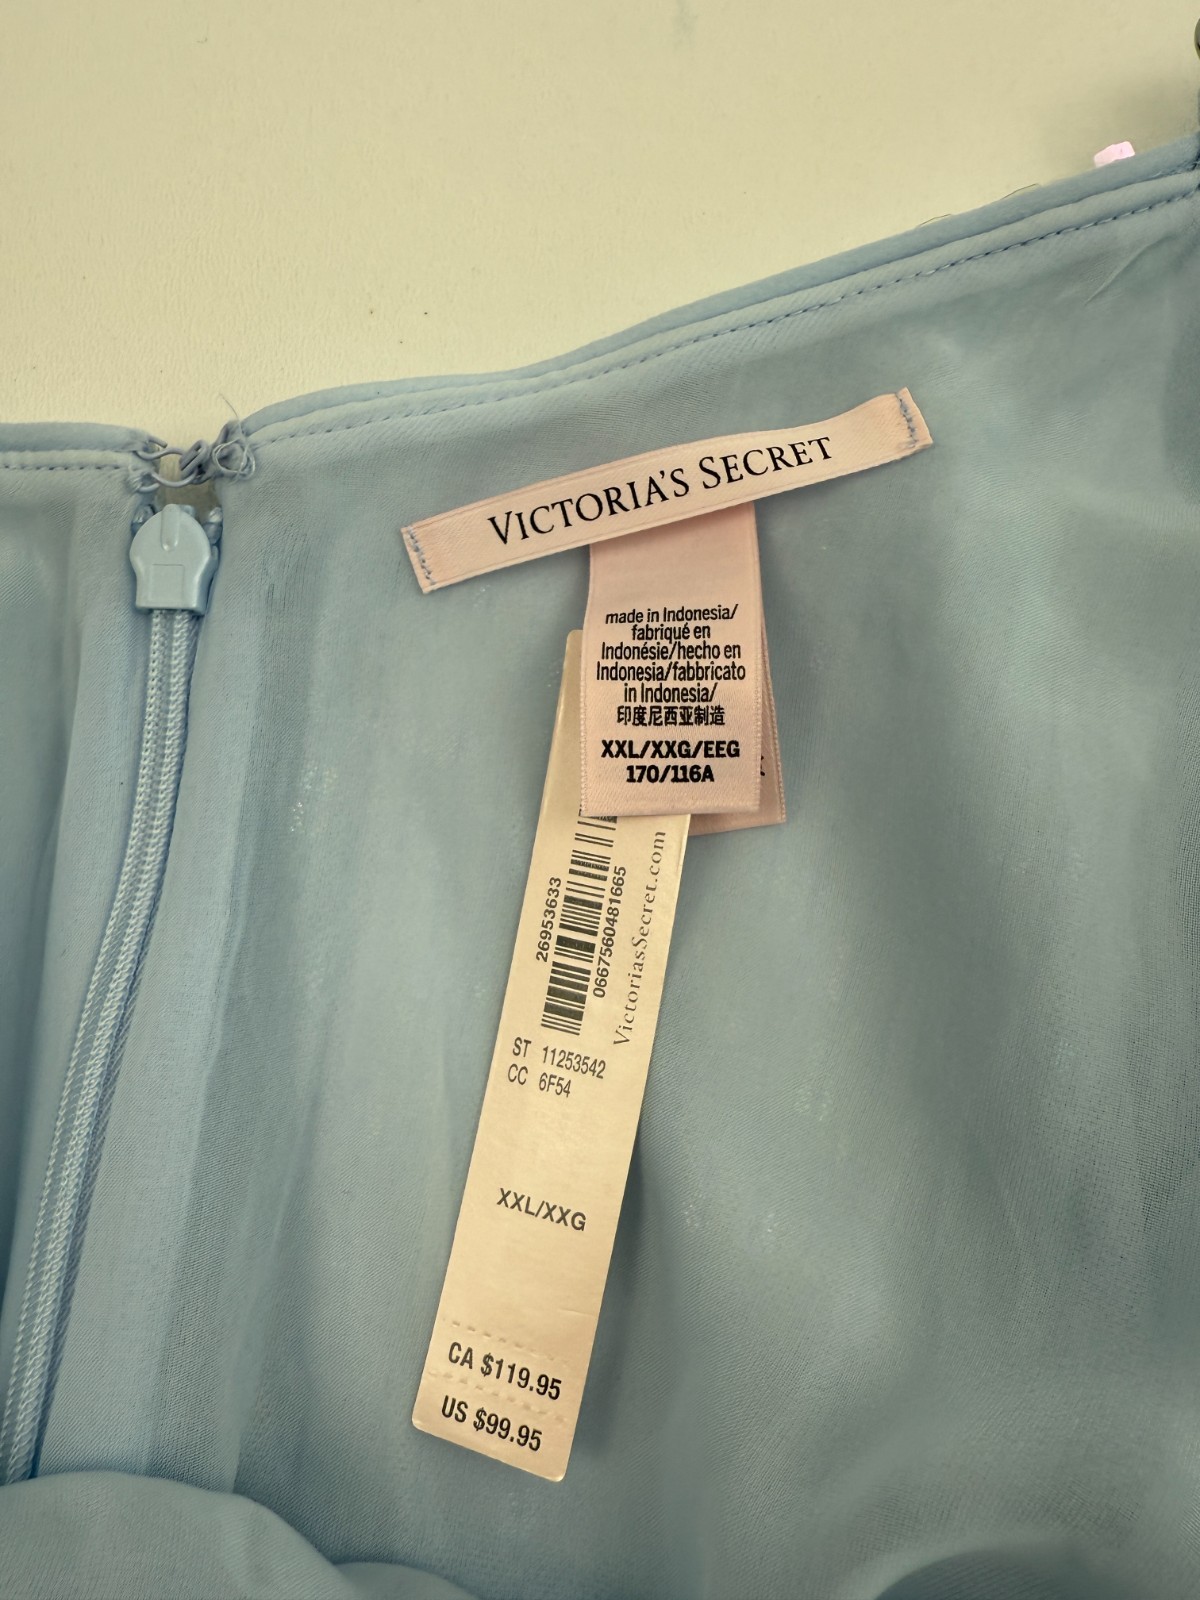 VICTORIA'S SECRET
made in Indonesia/
fabriqué en
Indonésie/hecho en
Indonesia/fabbricato
in Indonesia/
印度尼西亚制造
XXL/XXG/EEG
170/116A
26953633
0667560481665
VictoriasSecret.com
ST 11253542
CC 6F54
XXL/XXG
CA $119.95
US $99.95